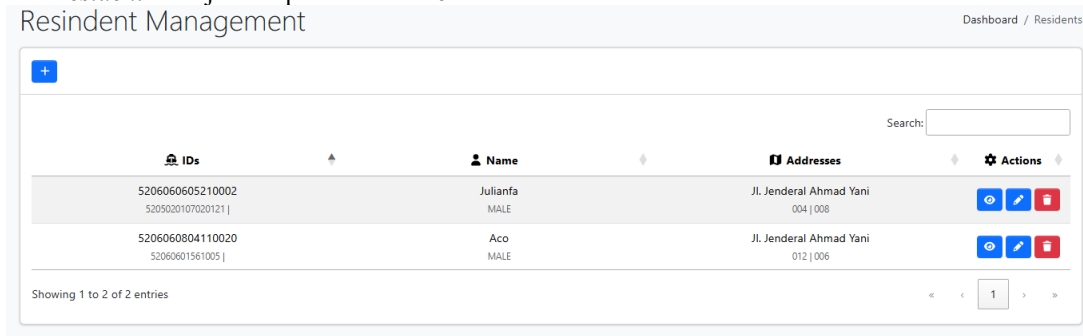 Resindent Management
Dashboard / Residents
+
Search:
IDs Name Addresses Actions
5206060605210002 Julianfa Jl. Jenderal Ahmad Yani
5205020107020121 | MALE 004 | 008
5206060804110020 Aco Jl. Jenderal Ahmad Yani
52060601561005 | MALE 012 | 006
Showing 1 to 2 of 2 entries « ‹ 1 › »